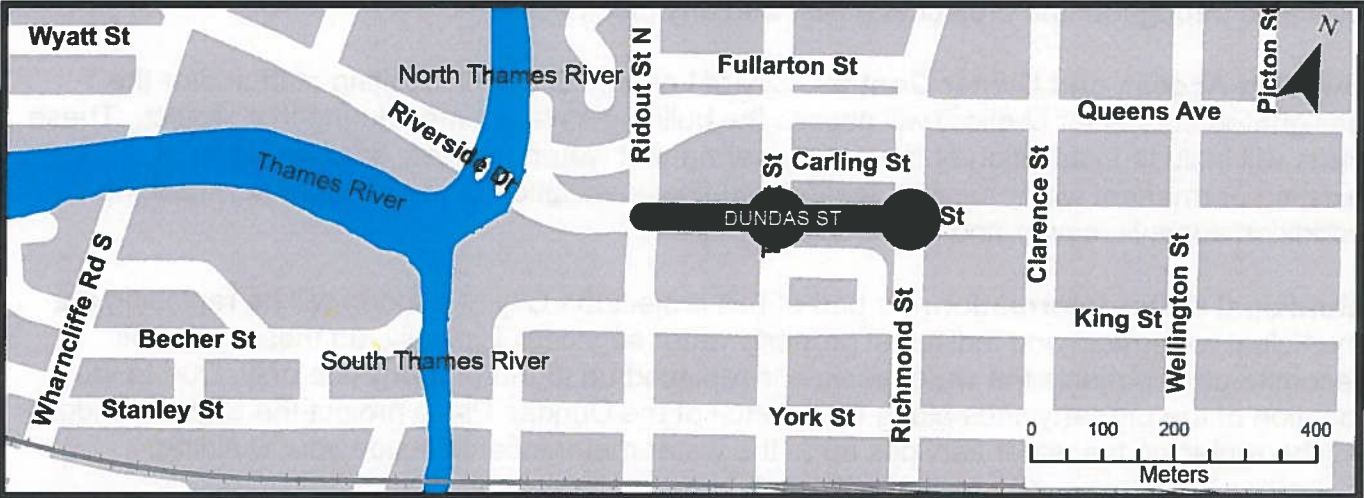 Wyatt St
North Thames River
Riverside Dr
Thames River
Wharncliffe Rd S
Becher St
South Thames River
Stanley St
Ridout St N
Fullarton St
Queens Ave
Picton St
N
Carling St
St
DUNDAS ST
St
Clarence St
Wellington St
King St
Richmond St
York St
0 100 200 400
Meters